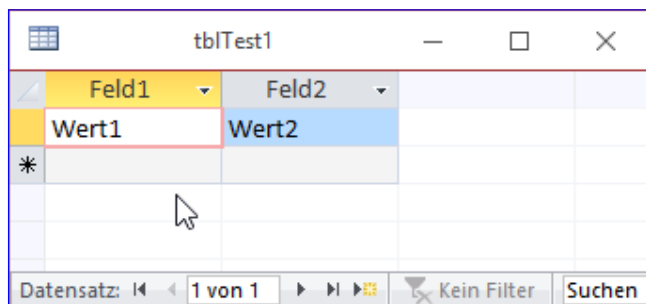 tblTest1
Feld1 Feld2
Wert1 Wert2
Datensatz: 1 von 1 Kein Filter Suchen